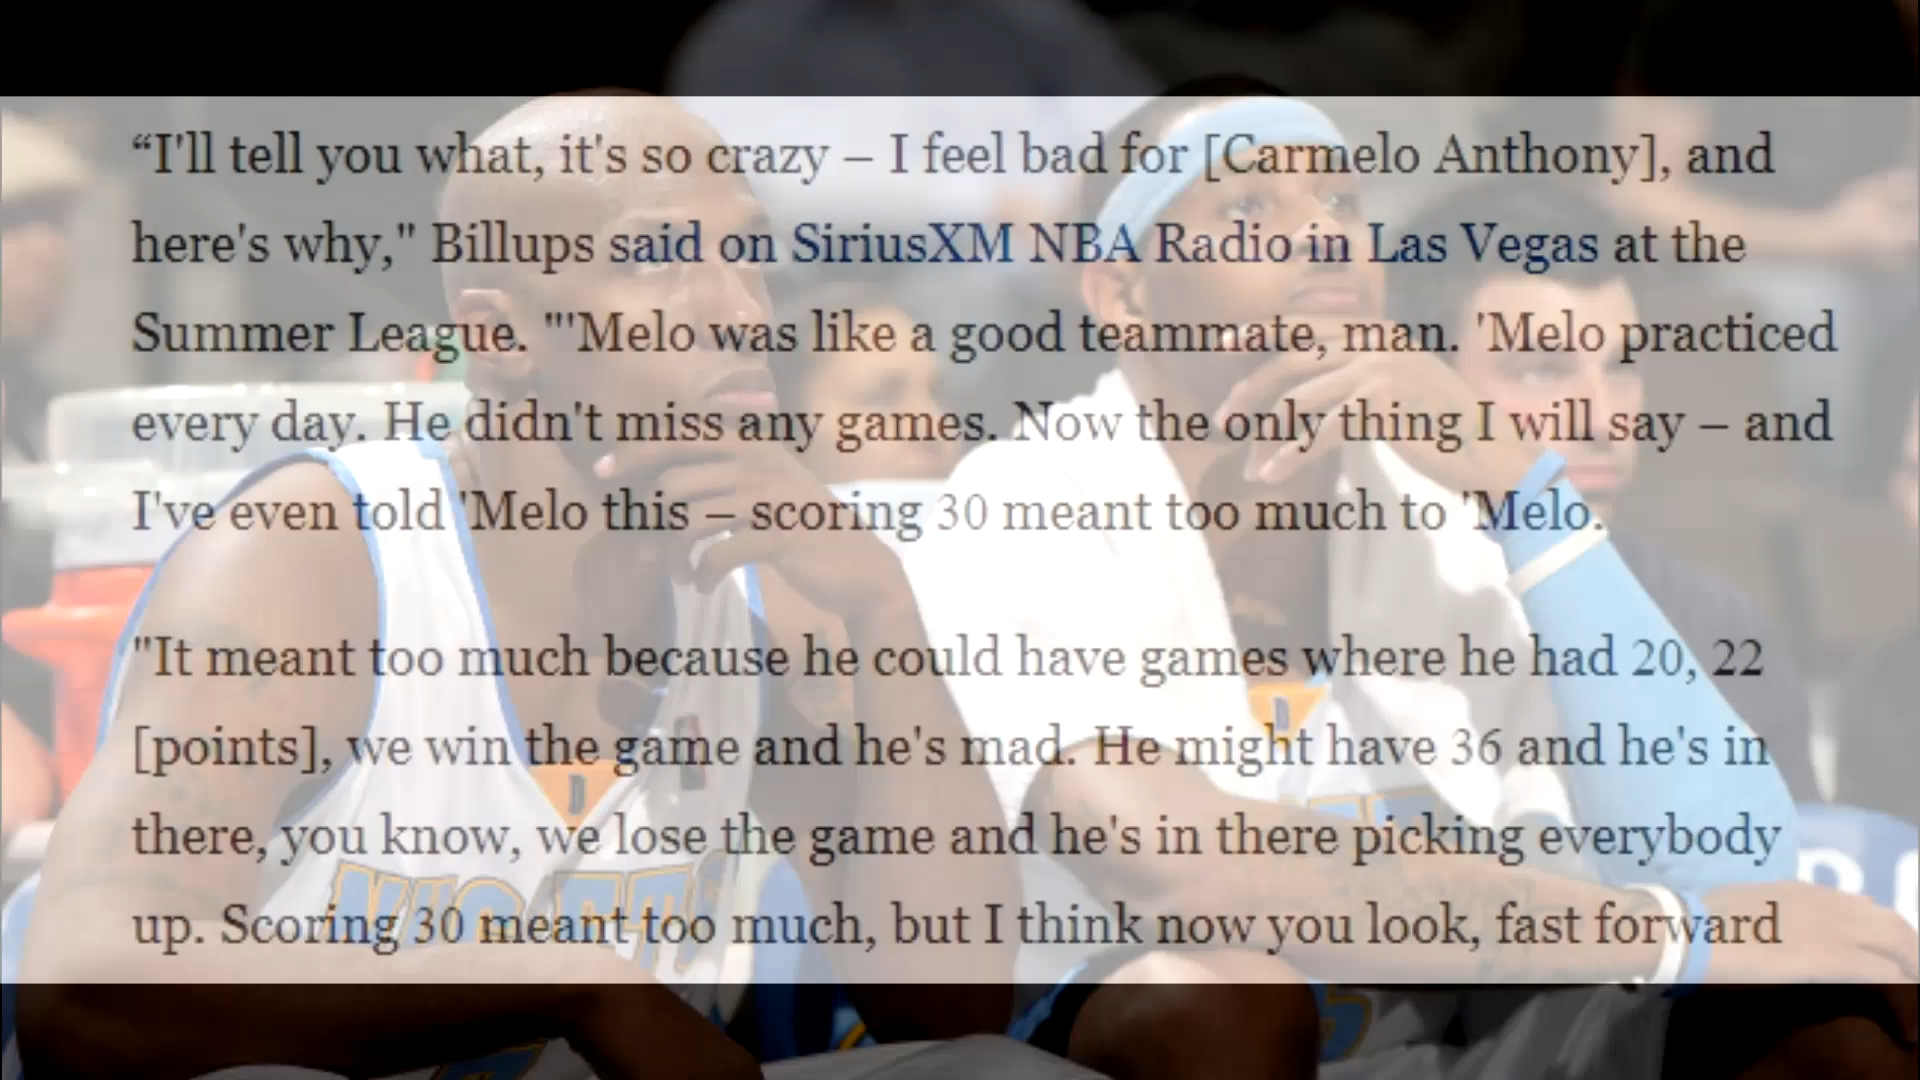 “I'll tell you what, it's so crazy – I feel bad for [Carmelo Anthony], and
here's why," Billups said on SiriusXM NBA Radio in Las Vegas at the
Summer League. "'Melo was like a good teammate, man. 'Melo practiced
every day. He didn't miss any games. Now the only thing I will say – and
I've even told 'Melo this – scoring 30 meant too much to 'Melo.
"It meant too much because he could have games where he had 20, 22
[points], we win the game and he's mad. He might have 36 and he's in
there, you know, we lose the game and he's in there picking everybody
up. Scoring 30 meant too much, but I think now you look, fast forward